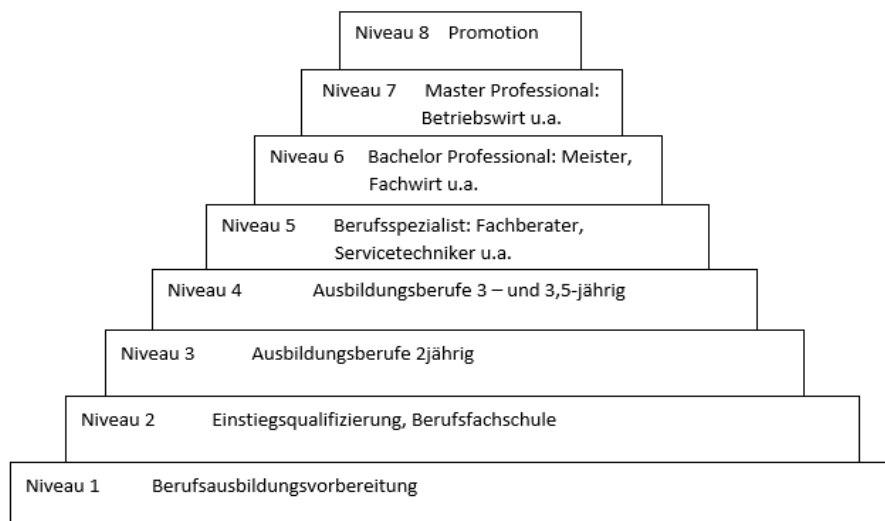 Niveau 8 Promotion
Niveau 7 Master Professional:
Betriebswirt u.a.
Niveau 6 Bachelor Professional: Meister,
Fachwirt u.a.
Niveau 5 Berufsspezialist: Fachberater,
Servicetechniker u.a.
Niveau 4 Ausbildungsberufe 3 – und 3,5-jährig
Niveau 3 Ausbildungsberufe 2jährig
Niveau 2 Einstiegsqualifizierung, Berufsfachschule
Niveau 1 Berufsausbildungsvorbereitung